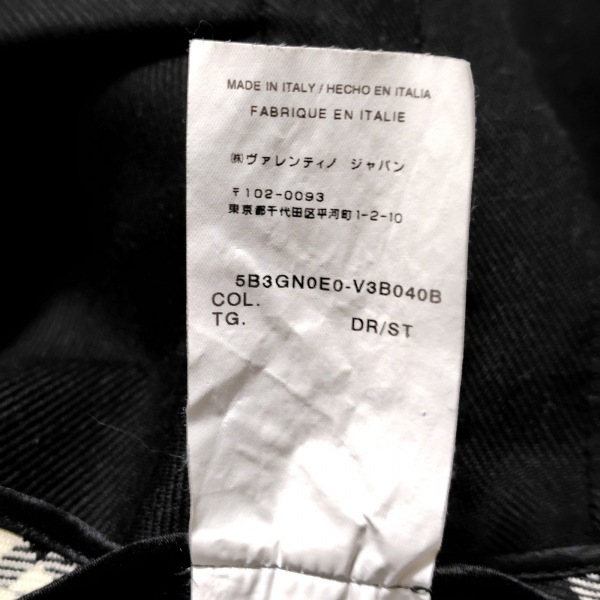 MADE IN ITALY / HECHO EN ITALIA
FABRIQUE EN ITALIE
㈱ヴァレンティノ ジャパン
〒102-0093
東京都千代田区平河町1-2-10
5B3GN0E0-V3B040B
COL.
TG. DR/ST